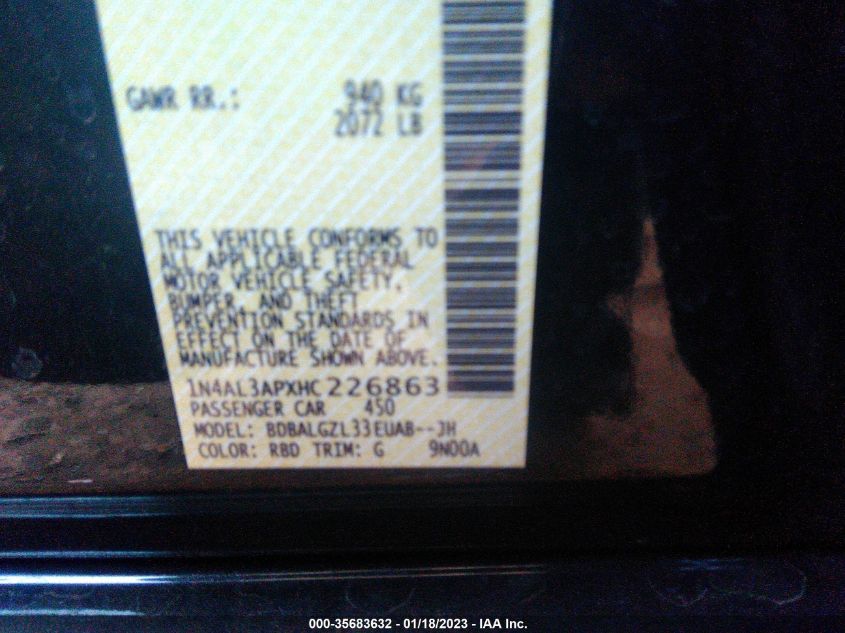 GAWR RR.: 940 KG
2072 LB
THIS VEHICLE CONFORMS TO
ALL APPLICABLE FEDERAL
MOTOR VEHICLE SAFETY,
BUMPER, AND THEFT
PREVENTION STANDARDS IN
EFFECT ON THE DATE OF
MANUFACTURE SHOWN ABOVE.
1N4AL3APXHC226863
PASSENGER CAR 450
MODEL: BDBALGZL33EUAB--JH
COLOR: RBD TRIM: G 9N00A
000-35683632 - 01/18/2023 - IAA Inc.